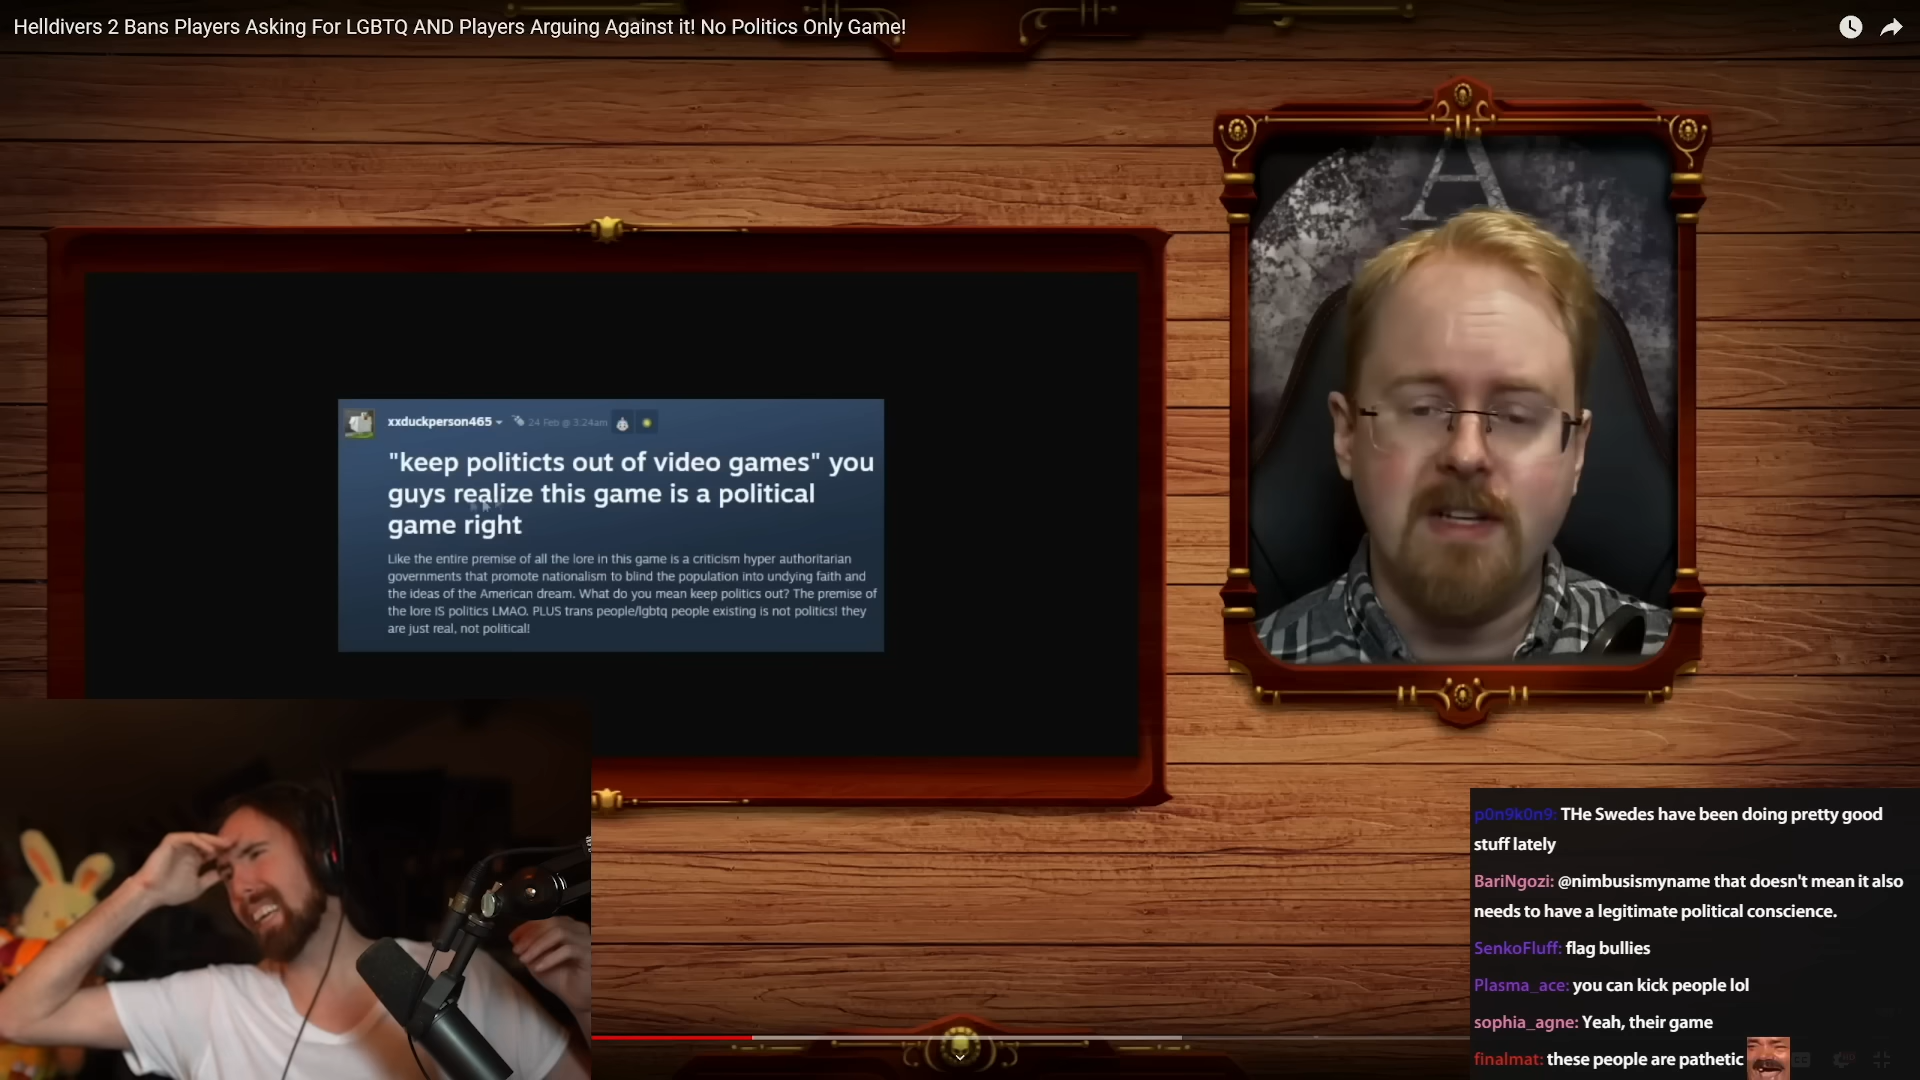 Helldivers 2 Bans Players Asking For LGBTQ AND Players Arguing Against it! No Politics Only Game!
A
xxduckperson465 24 Feb @ 3:24am
"keep politicts out of video games" you
guys realize this game is a political
game right
Like the entire premise of all the lore in this game is a criticism hyper authoritarian
governments that promote nationalism to blind the population into undying faith and
the ideas of the American dream. What do you mean keep politics out? The premise of
the lore IS politics LMAO. PLUS trans people/lgbtq people existing is not politics! they
are just real, not political!
p0n9k0n9: THe Swedes have been doing pretty good
stuff lately
BariNgozi: @nimbusismyname that doesn't mean it also
needs to have a legitimate political conscience.
SenkoFluff: flag bullies
Plasma_ace: you can kick people lol
sophia_agne: Yeah, their game
finalmat: these people are pathetic